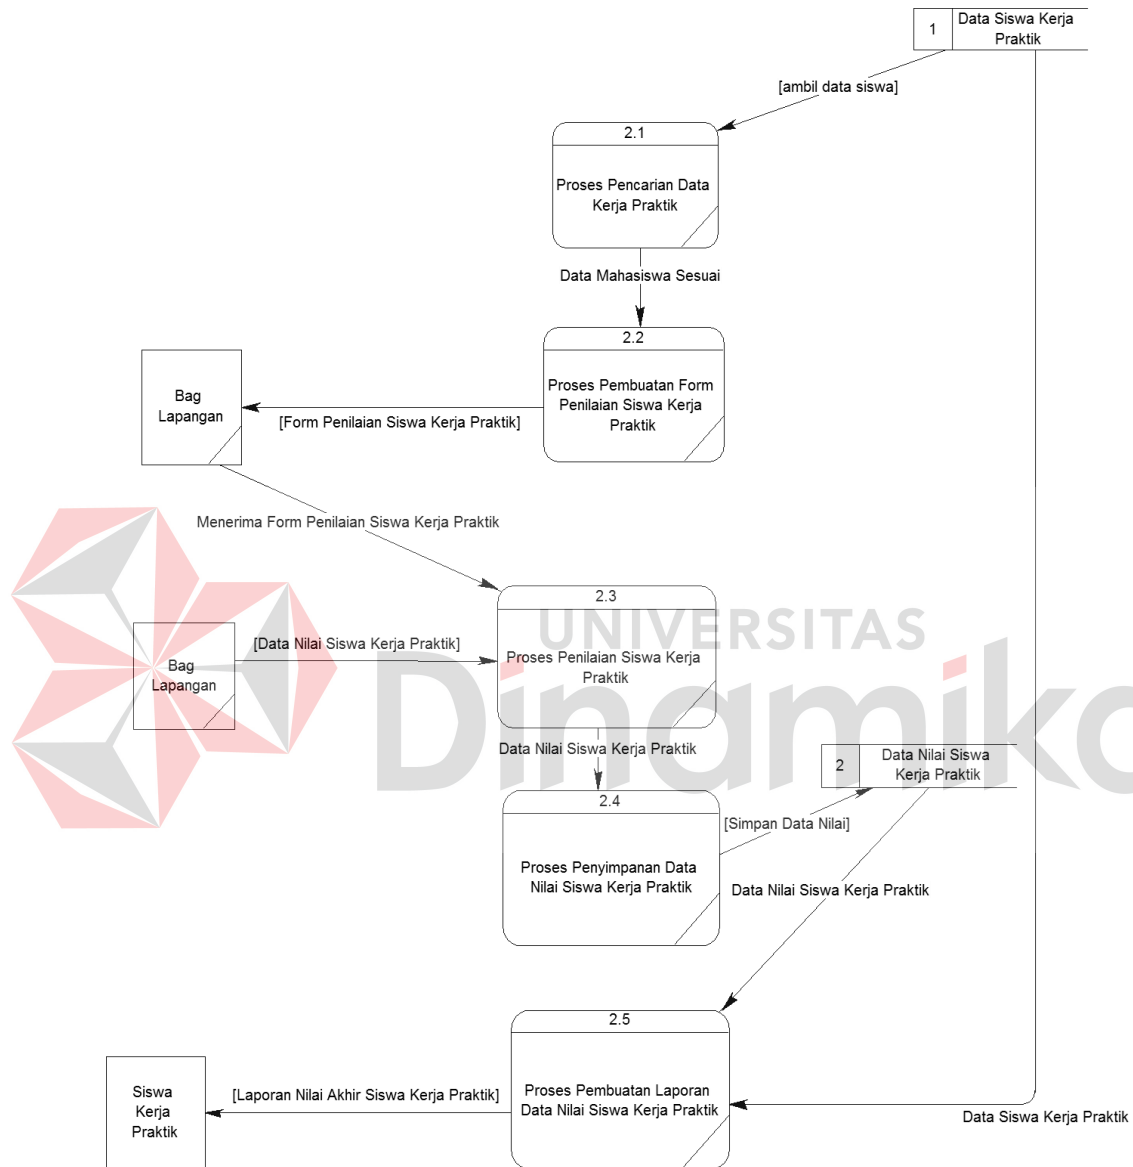 1
Data Siswa Kerja
Praktik
[ambil data siswa]
2.1
Proses Pencarian Data
Kerja Praktik
Data Mahasiswa Sesuai
2.2
Proses Pembuatan Form
Penilaian Siswa Kerja
Praktik
Bag
Lapangan
[Form Penilaian Siswa Kerja Praktik]
Menerima Form Penilaian Siswa Kerja Praktik
2.3
Proses Penilaian Siswa Kerja
Praktik
UNIVERSITAS
Dinamika
[Data Nilai Siswa Kerja Praktik]
Bag
Lapangan
Data Nilai Siswa Kerja Praktik
2
Data Nilai Siswa
Kerja Praktik
2.4
Proses Penyimpanan Data
Nilai Siswa Kerja Praktik
[Simpan Data Nilai]
Data Nilai Siswa Kerja Praktik
2.5
Proses Pembuatan Laporan
Data Nilai Siswa Kerja Praktik
[Laporan Nilai Akhir Siswa Kerja Praktik]
Siswa
Kerja
Praktik
Data Siswa Kerja Praktik